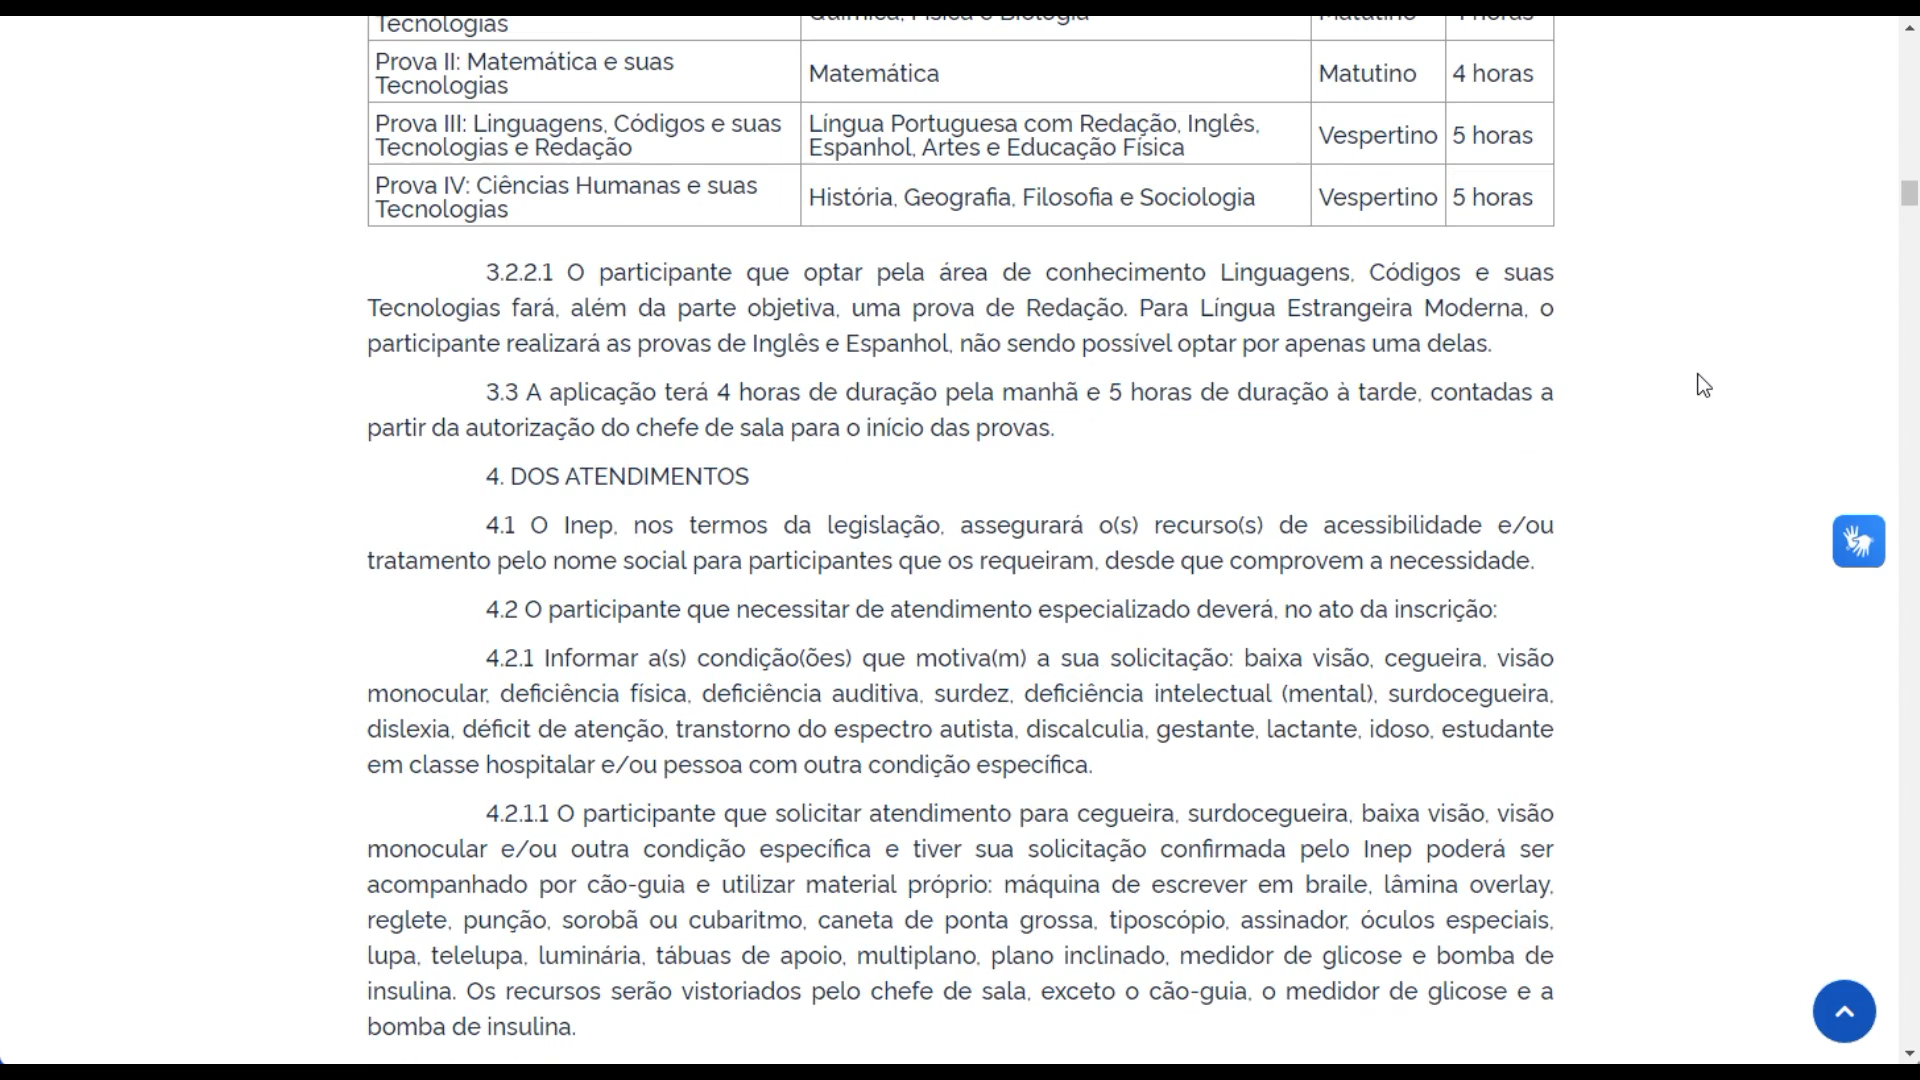 Tecnologias
Química, Física e Biologia
Matutino
4 horas
Prova II: Matemática e suas
Tecnologias
Matemática
Matutino
4 horas
Prova III: Linguagens, Códigos e suas
Tecnologias e Redação
Língua Portuguesa com Redação, Inglês,
Espanhol, Artes e Educação Física
Vespertino
5 horas
Prova IV: Ciências Humanas e suas
Tecnologias
História, Geografia, Filosofia e Sociologia
Vespertino
5 horas
3.2.2.1 O participante que optar pela área de conhecimento Linguagens, Códigos e suas
Tecnologias fará, além da parte objetiva, uma prova de Redação. Para Língua Estrangeira Moderna, o
participante realizará as provas de Inglês e Espanhol, não sendo possível optar por apenas uma delas.
3.3 A aplicação terá 4 horas de duração pela manhã e 5 horas de duração à tarde, contadas a
partir da autorização do chefe de sala para o início das provas.
4. DOS ATENDIMENTOS
4.1 O Inep, nos termos da legislação, assegurará o(s) recurso(s) de acessibilidade e/ou
tratamento pelo nome social para participantes que os requeiram, desde que comprovem a necessidade.
4.2 O participante que necessitar de atendimento especializado deverá, no ato da inscrição:
4.2.1 Informar a(s) condição(ões) que motiva(m) a sua solicitação: baixa visão, cegueira, visão
monocular, deficiência física, deficiência auditiva, surdez, deficiência intelectual (mental), surdocegueira,
dislexia, déficit de atenção, transtorno do espectro autista, discalculia, gestante, lactante, idoso, estudante
em classe hospitalar e/ou pessoa com outra condição específica.
4.2.1.1 O participante que solicitar atendimento para cegueira, surdocegueira, baixa visão, visão
monocular e/ou outra condição específica e tiver sua solicitação confirmada pelo Inep poderá ser
acompanhado por cão-guia e utilizar material próprio: máquina de escrever em braile, lâmina overlay,
reglete, punção, sorobã ou cubaritmo, caneta de ponta grossa, tiposcópio, assinador, óculos especiais,
lupa, telelupa, luminária, tábuas de apoio, multiplano, plano inclinado, medidor de glicose e bomba de
insulina. Os recursos serão vistoriados pelo chefe de sala, exceto o cão-guia, o medidor de glicose e a
bomba de insulina.